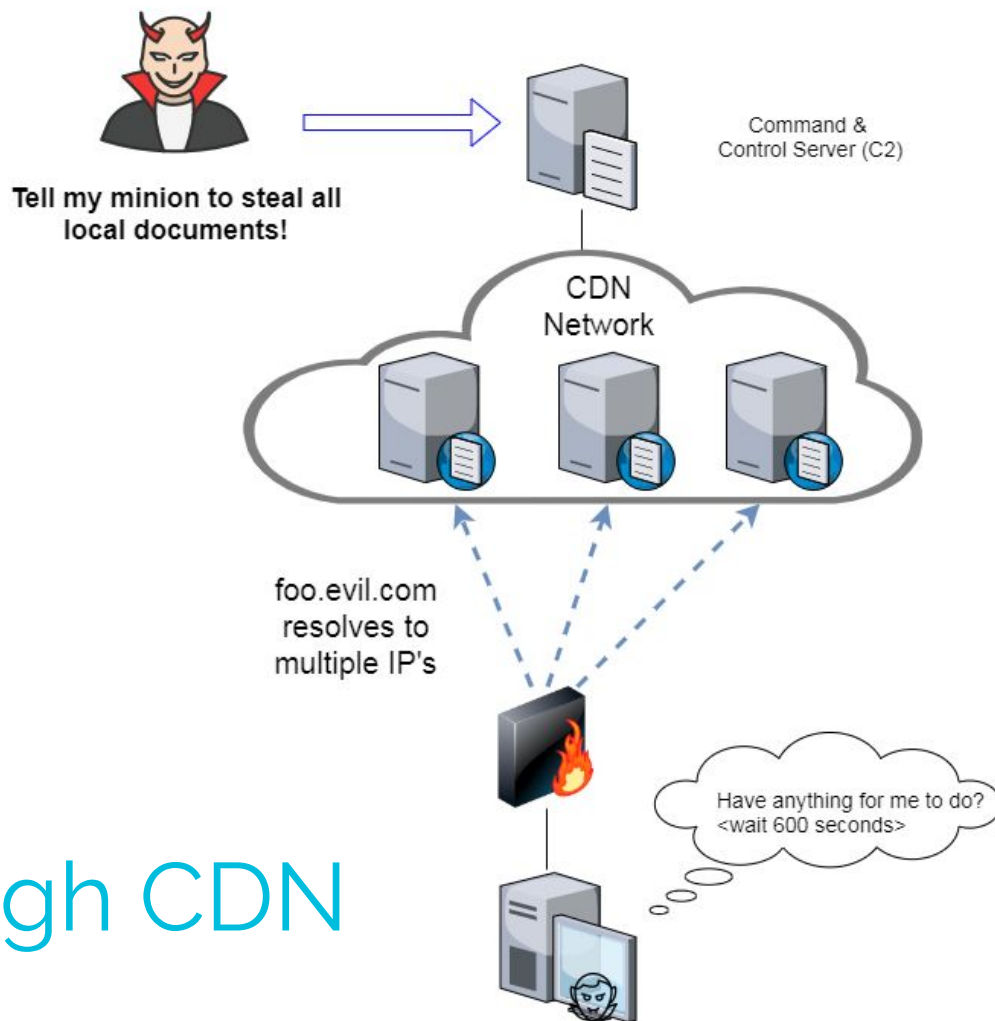 Tell my minion to steal all
local documents!
Command &
Control Server (C2)
CDN
Network
foo.evil.com
resolves to
multiple IP's
Have anything for me to do?
<wait 600 seconds>
gh CDN